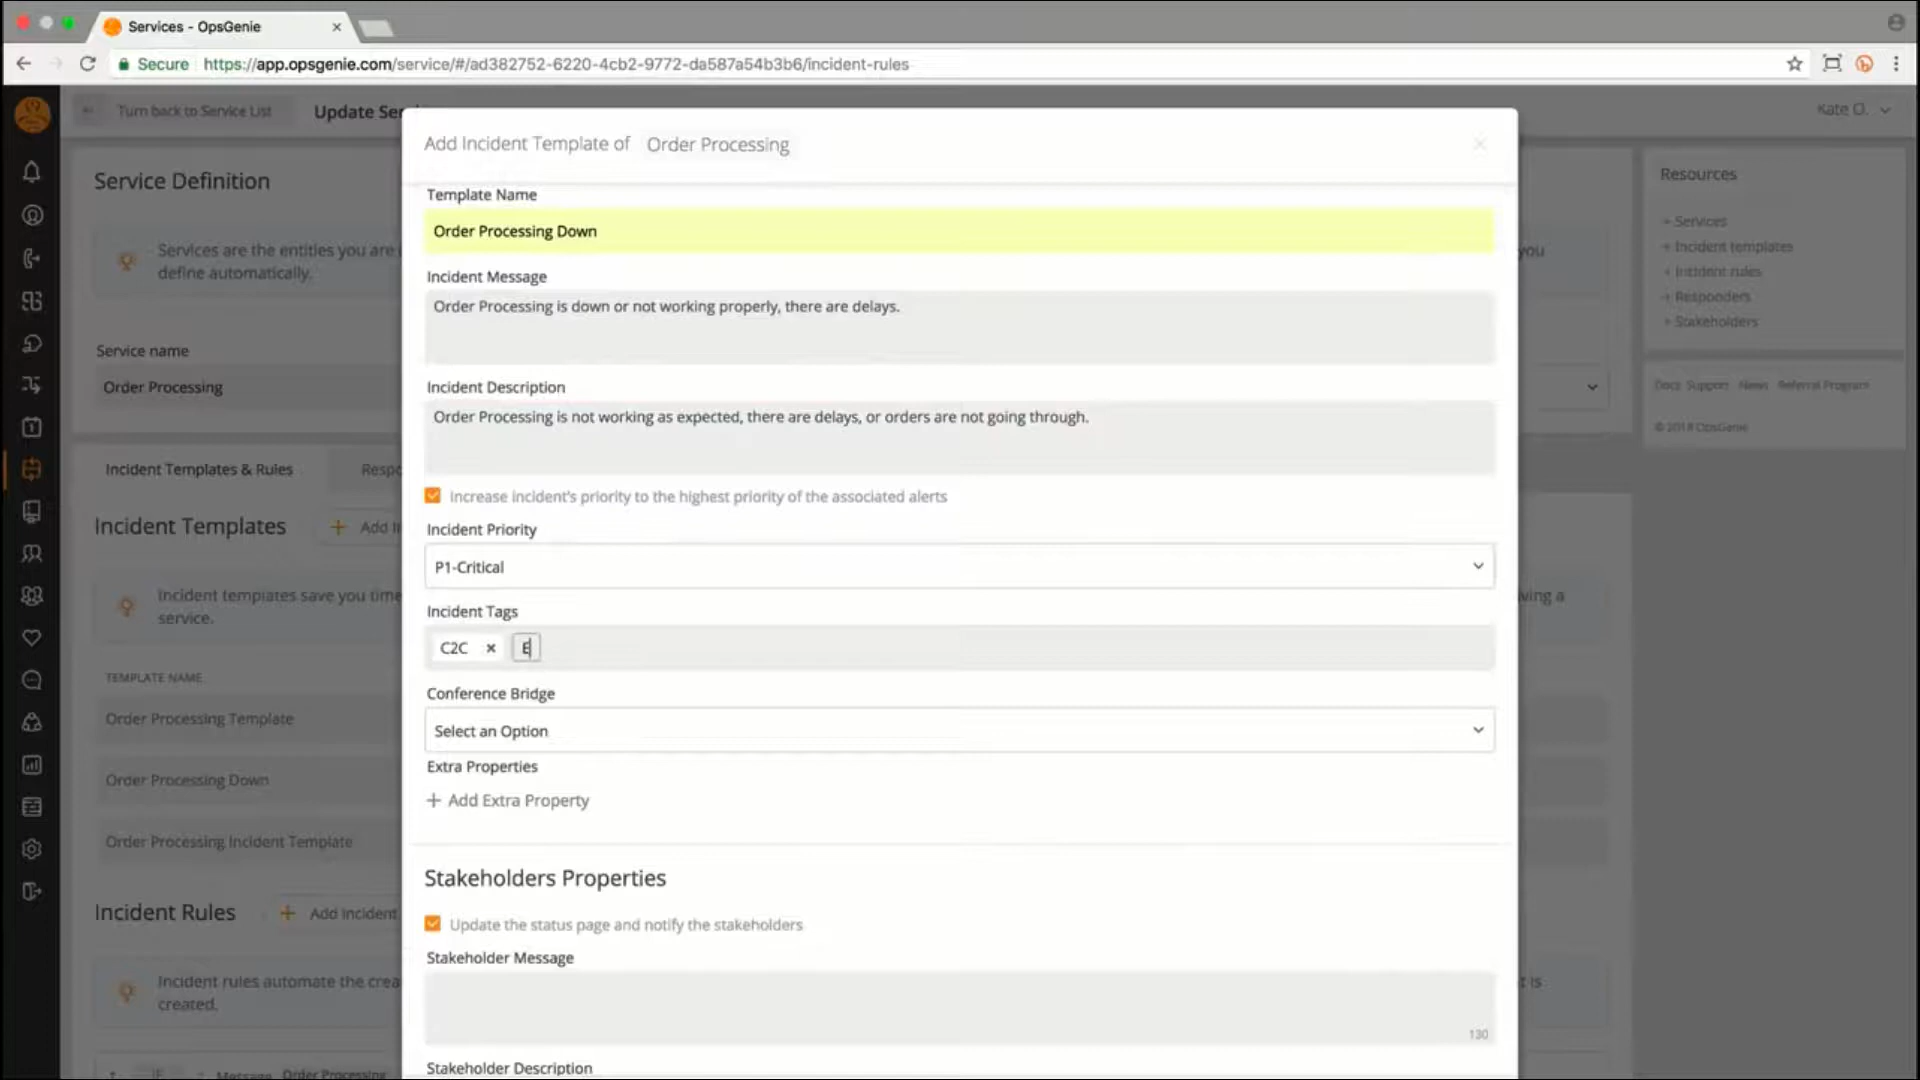 Services - OpsGenie
Secure https://app.opsgenie.com/service/#/ad382752-6220-4cb2-9772-da587a54b3b6/incident-rules
Turn back to Service List
Update Ser
Kate O.
Service Definition
Services are the entities you are
define automatically.
you
Service name
Order Processing
Incident Templates & Rules
Respo
Incident Templates
+ Add In
Incident templates save you time
service.
ving a
TEMPLATE NAME
Order Processing Template
Order Processing Down
Order Processing Incident Template
Incident Rules
+ Add Incident
Incident rules automate the crea
created.
t is
IF
Message
Order Processing
Add Incident Template of Order Processing
Template Name
Order Processing Down
Incident Message
Order Processing is down or not working properly, there are delays.
Incident Description
Order Processing is not working as expected, there are delays, or orders are not going through.
Increase incident's priority to the highest priority of the associated alerts
Incident Priority
P1-Critical
Incident Tags
C2C × E
Conference Bridge
Select an Option
Extra Properties
+ Add Extra Property
Stakeholders Properties
Update the status page and notify the stakeholders
Stakeholder Message
130
Stakeholder Description
Resources
Services
Incident templates
Incident rules
Responders
Stakeholders
Docs Support News Referral Program
© 2018 OpsGenie